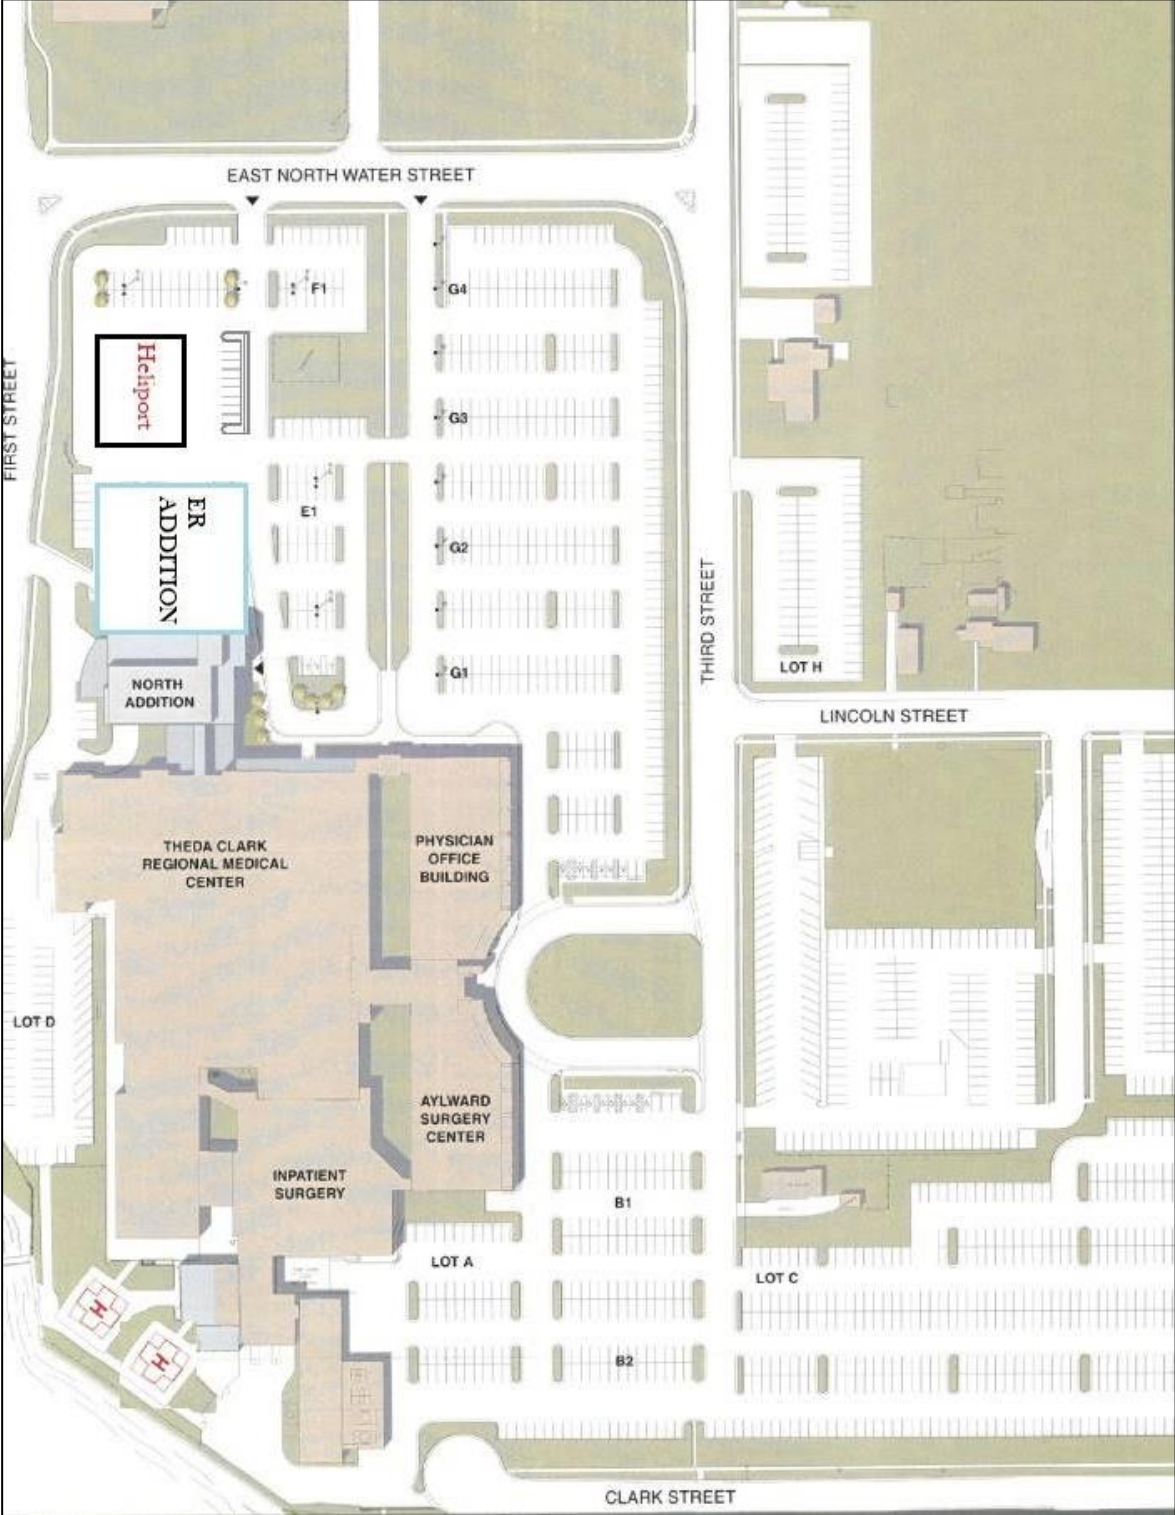 EAST NORTH WATER STREET
F1
G4
Heliport
FIRST STREET
G3
ER
ADDITION
E1
G2
THIRD STREET
G1
LOT H
NORTH
ADDITION
LINCOLN STREET
THEDA CLARK
REGIONAL MEDICAL
CENTER
PHYSICIAN
OFFICE
BUILDING
LOT D
AYLWARD
SURGERY
CENTER
INPATIENT
SURGERY
B1
LOT A
LOT C
H
H
B2
CLARK STREET